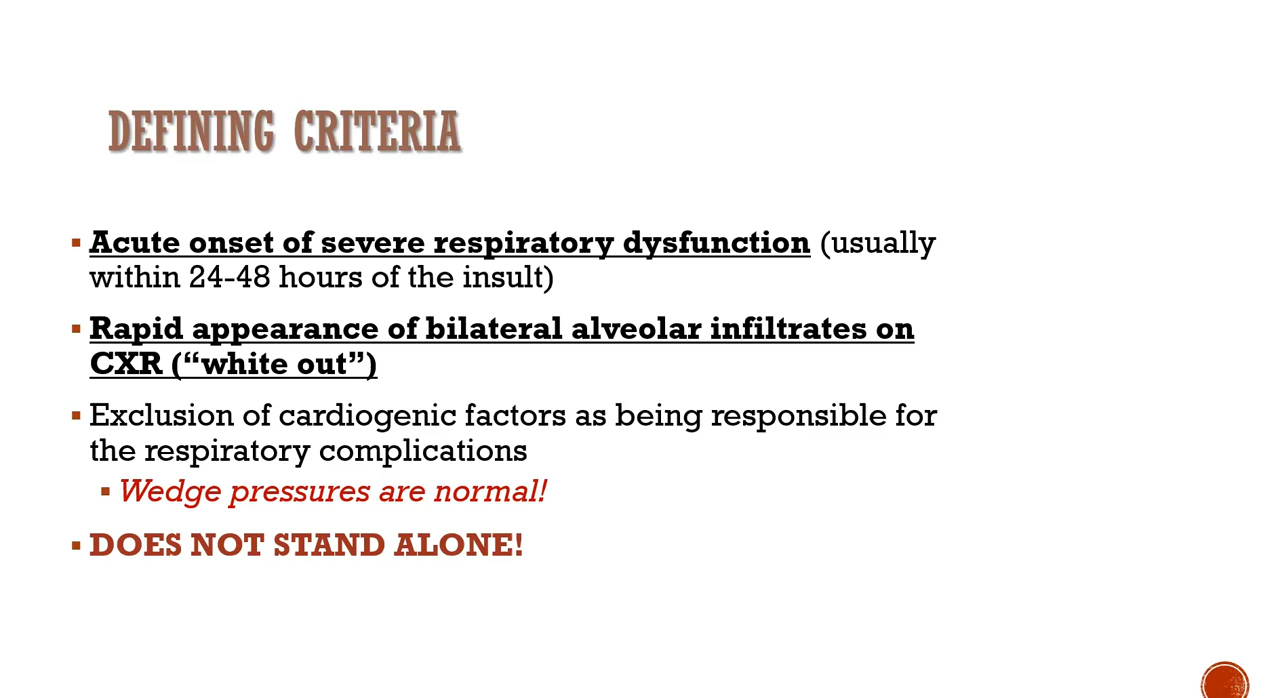 DEFINING CRITERIA
▪ Acute onset of severe respiratory dysfunction (usually
within 24-48 hours of the insult)
▪ Rapid appearance of bilateral alveolar infiltrates on
CXR (“white out”)
▪ Exclusion of cardiogenic factors as being responsible for
the respiratory complications
▪ Wedge pressures are normal!
▪ DOES NOT STAND ALONE!